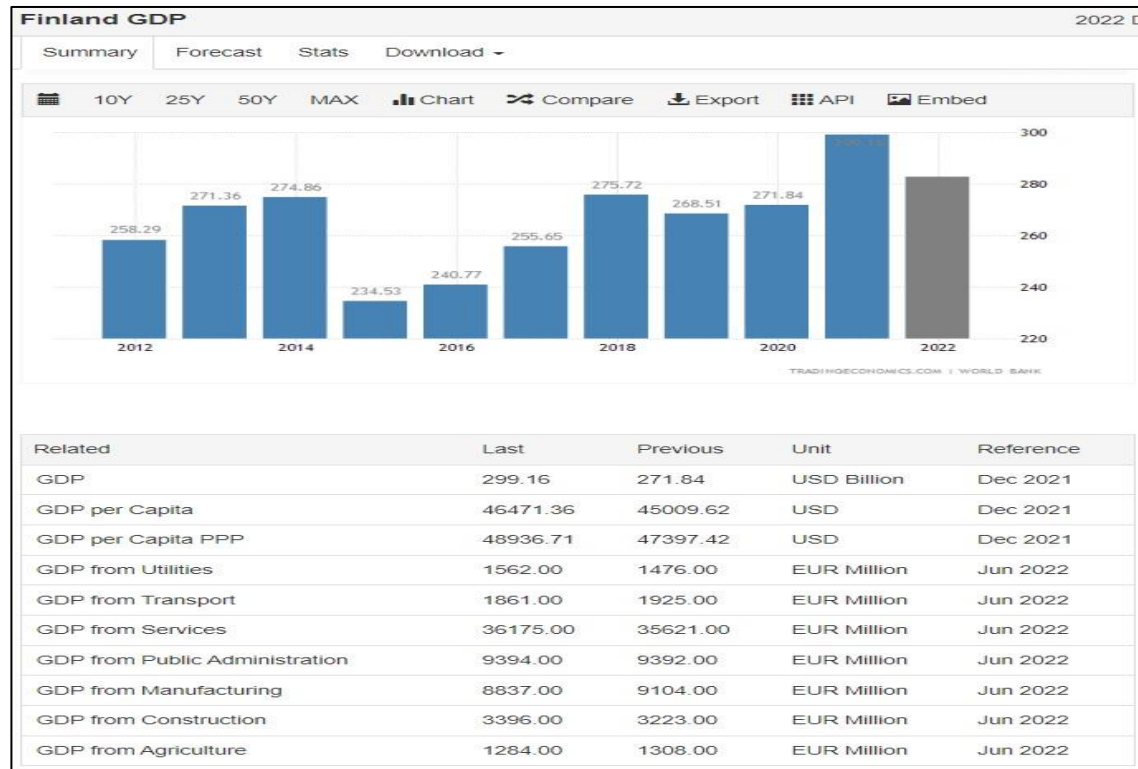 Finland GDP 2022 D
Summary Forecast Stats Download
10Y 25Y 50Y MAX Chart Compare Export API Embed
300
280
260
240
220
258.29
271.36
274.86
234.53
240.77
255.65
275.72
268.51
271.84
299.16
2012 2014 2016 2018 2020 2022
TRADINGECONOMICS.COM | WORLD BANK
Related Last Previous Unit Reference
GDP 299.16 271.84 USD Billion Dec 2021
GDP per Capita 46471.36 45009.62 USD Dec 2021
GDP per Capita PPP 48936.71 47397.42 USD Dec 2021
GDP from Utilities 1562.00 1476.00 EUR Million Jun 2022
GDP from Transport 1861.00 1925.00 EUR Million Jun 2022
GDP from Services 36175.00 35621.00 EUR Million Jun 2022
GDP from Public Administration 9394.00 9392.00 EUR Million Jun 2022
GDP from Manufacturing 8837.00 9104.00 EUR Million Jun 2022
GDP from Construction 3396.00 3223.00 EUR Million Jun 2022
GDP from Agriculture 1284.00 1308.00 EUR Million Jun 2022